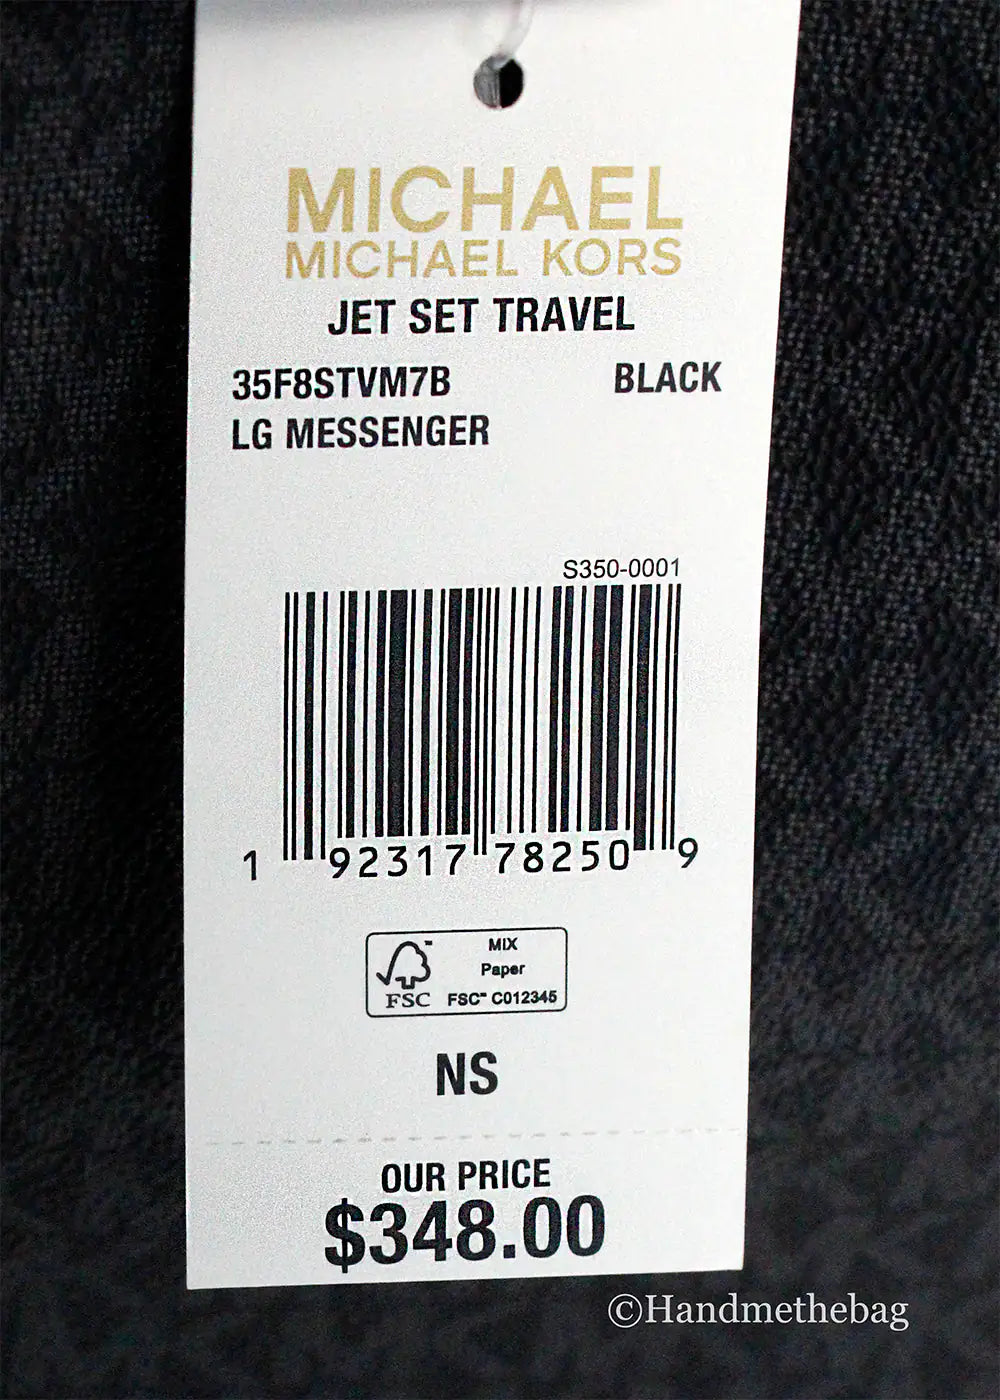 MICHAEL
MICHAEL KORS
JET SET TRAVEL
35F8STVM7B BLACK
LG MESSENGER
S350-0001
1 92317 78250 9
FSC
MIX
Paper
FSC™ C012345
NS
OUR PRICE
$348.00
©Handmethebag